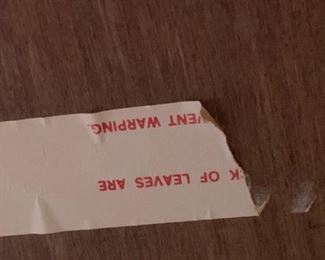 K OF LEAVES ARE
VENT WARPING.